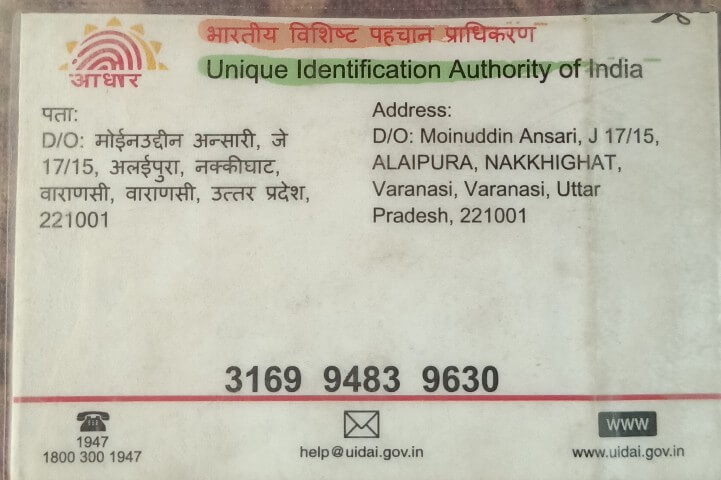 भारतीय विशिष्ट पहचान प्राधिकरण
Unique Identification Authority of India
आधार
पता:
D/O: मोईनउद्दीन अन्सारी, जे
17/15, अलईपुरा, नक्कीघाट,
वाराणसी, वाराणसी, उत्तर प्रदेश,
221001
Address:
D/O: Moinuddin Ansari, J 17/15,
ALAIPURA, NAKKHIGHAT,
Varanasi, Varanasi, Uttar
Pradesh, 221001
3169 9483 9630
1947
1800 300 1947
help@uidai.gov.in
WWW
www.uidai.gov.in